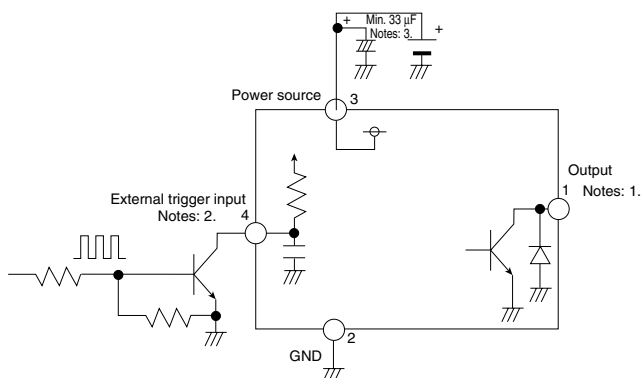 +
Min. 33 µF
Notes: 3.
+
Power source
3
Output
1
Notes: 1.
External trigger input
Notes: 2.
4
2
GND